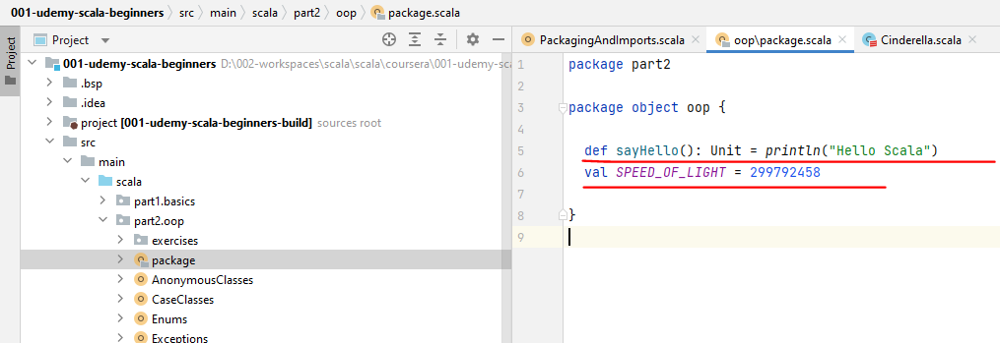 001-udemy-scala-beginners src main scala part2 oop package.scala
Project
Project
PackagingAndImports.scala oop\package.scala Cinderella.scala
001-udemy-scala-beginners D:\002-workspaces\scala\scala\coursera\001-udemy-sca
.bsp
.idea
project [001-udemy-scala-beginners-build] sources root
src
main
scala
part1.basics
part2.oop
exercises
package
AnonymousClasses
CaseClasses
Enums
Exceptions
1 package part2
2
3 package object oop {
4
5 def sayHello(): Unit = println("Hello Scala")
6 val SPEED_OF_LIGHT = 299792458
7
8 }
9